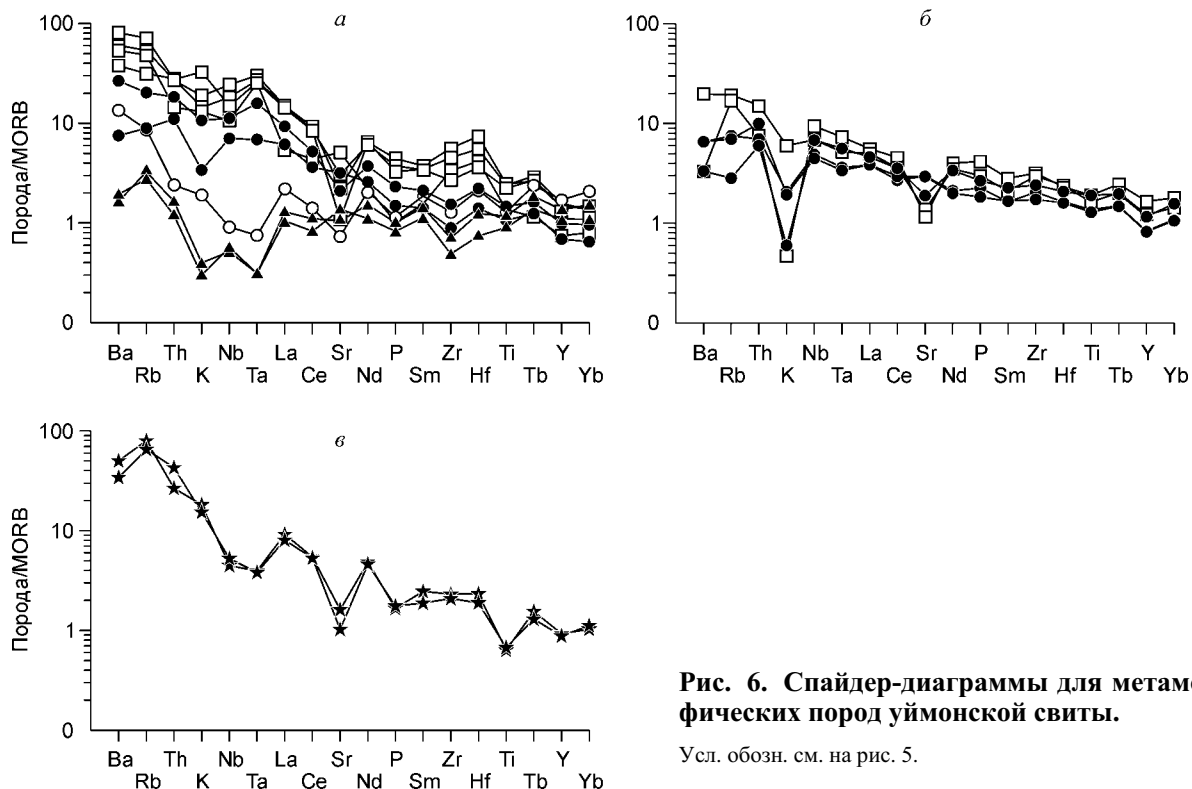 а
Порода/MORB
100
10
1
0
Ba Th Nb La Sr P Zr Ti Y
Rb K Ta Ce Nd Sm Hf Tb Yb
б
100
10
1
0
Ba Th Nb La Sr P Zr Ti Y
Rb K Ta Ce Nd Sm Hf Tb Yb
в
Порода/MORB
100
10
1
0
Ba Th Nb La Sr P Zr Ti Y
Rb K Ta Ce Nd Sm Hf Tb Yb
Рис. 6. Спайдер-диаграммы для метамо
фических пород уймонской свиты.
Усл. обозн. см. на рис. 5.